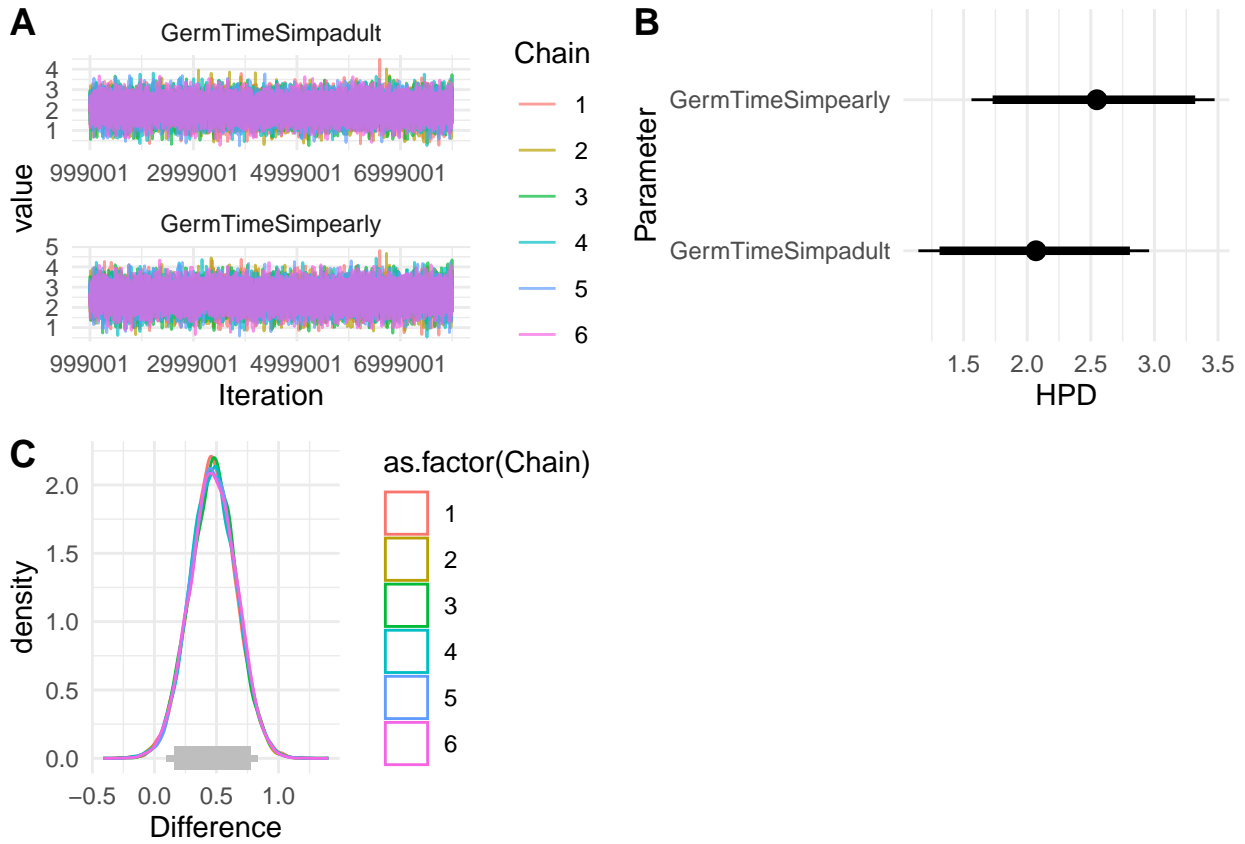 A
GermTimeSimpadult
4
3
2
1
999001 2999001 4999001 6999001
value
GermTimeSimpearly
5
4
3
2
1
999001 2999001 4999001 6999001
Iteration
Chain
1
2
3
4
5
6
B
Parameter
GermTimeSimpearly
GermTimeSimpadult
1.5 2.0 2.5 3.0 3.5
HPD
C
density
2.0
1.5
1.0
0.5
0.0
−0.5 0.0 0.5 1.0
Difference
as.factor(Chain)
1
2
3
4
5
6